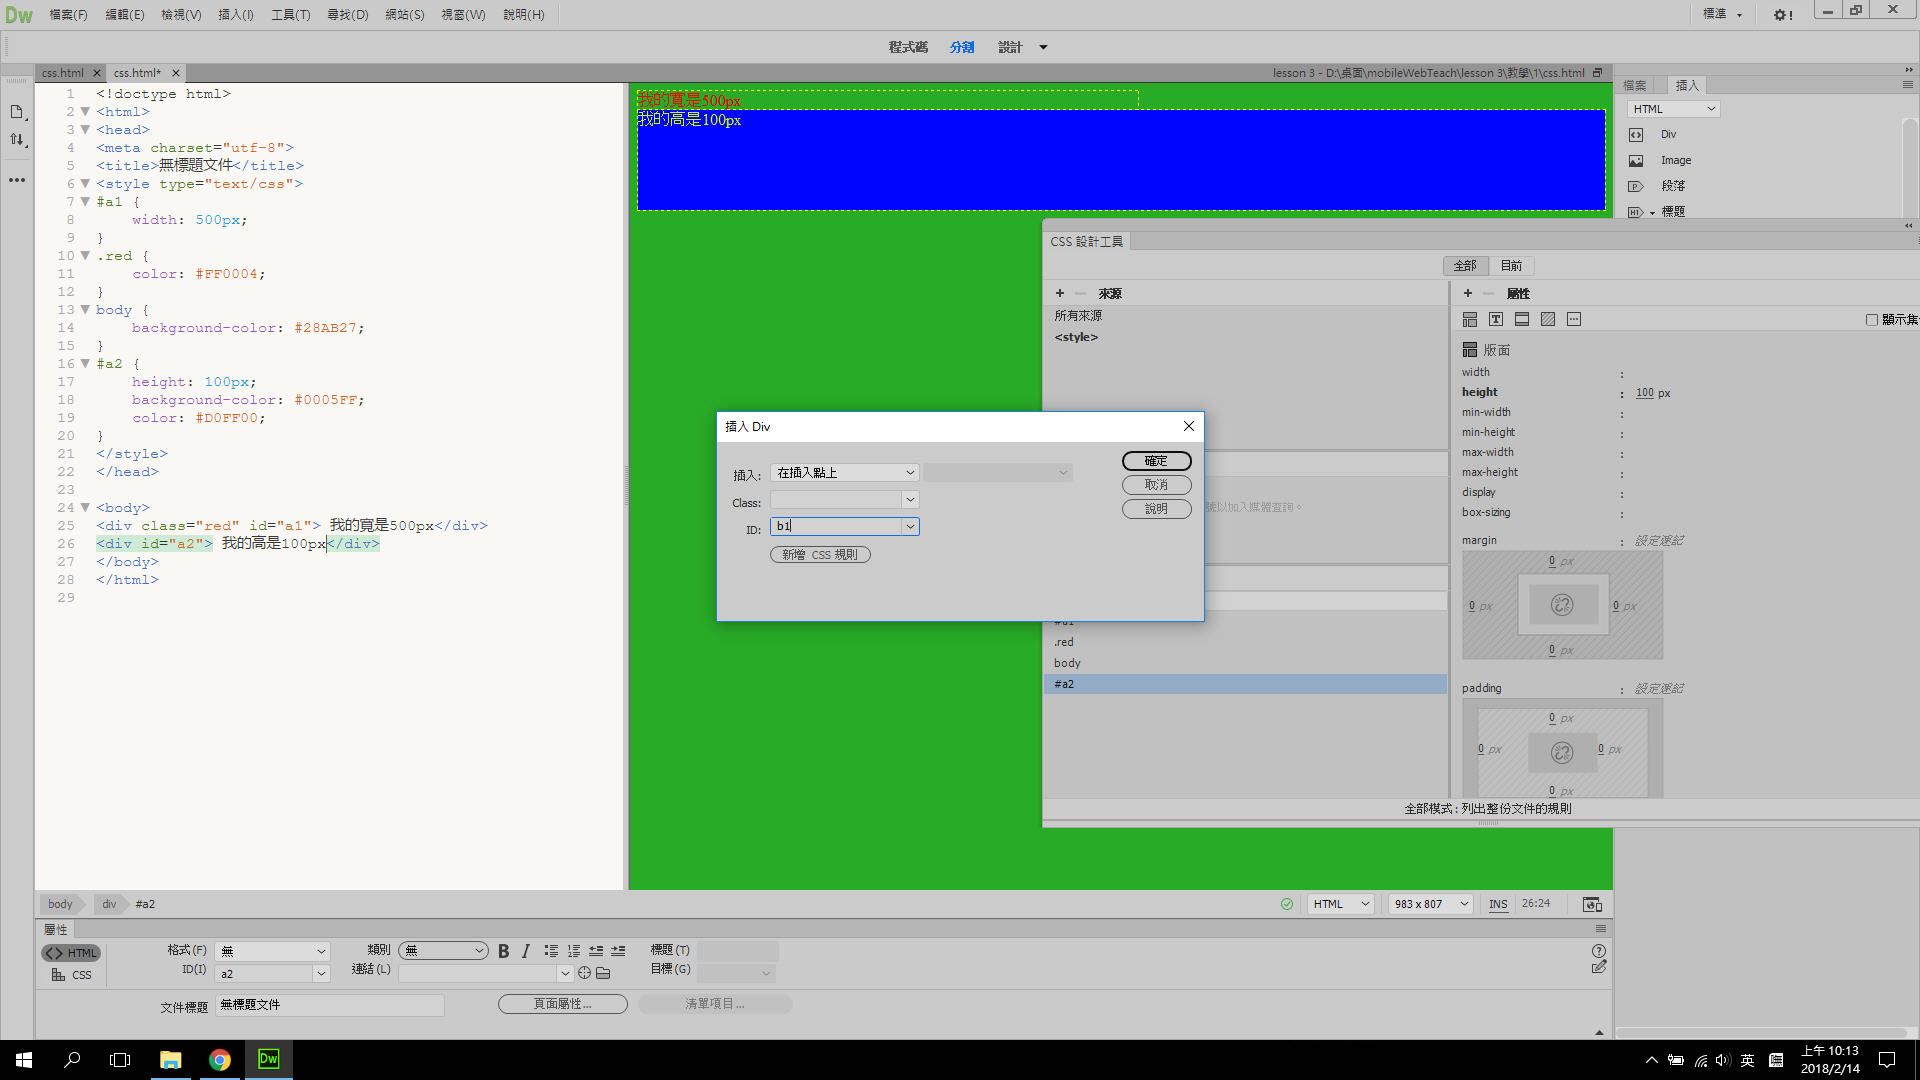 Dw 檔案(F) 編輯(E) 檢視(V) 插入(I) 工具(T) 尋找(D) 網站(S) 視窗(W) 說明(H) 標準
程式碼 分割 設計
css.html × css.html* × lesson 3 - D:\桌面\mobileWebTeach\lesson 3\教學\1\css.html
1 <!doctype html>
2 <html>
3 <head>
4 <meta charset="utf-8">
5 <title>無標題文件</title>
6 <style type="text/css">
7 #a1 {
8 width: 500px;
9 }
10 .red {
11 color: #FF0004;
12 }
13 body {
14 background-color: #28AB27;
15 }
16 #a2 {
17 height: 100px;
18 background-color: #0005FF;
19 color: #D0FF00;
20 }
21 </style>
22 </head>
23
24 <body>
25 <div class="red" id="a1"> 我的寬是500px</div>
26 <div id="a2"> 我的高是100px</div>
27 </body>
28 </html>
29
我的寬是500px
我的高是100px
檔案 插入
HTML
Div
Image
段落
標題
CSS 設計工具
全部 目前
+ − 來源
所有來源
<style>
號以加入媒體查詢。
#a1
.red
body
#a2
+ − 屬性
顯示集
版面
width :
height : 100 px
min-width :
min-height :
max-width :
max-height :
display :
box-sizing :
margin : 設定速記
0 px
0 px 0 px
0 px
padding : 設定速記
0 px
0 px 0 px
0 px
全部模式 : 列出整份文件的規則
插入 Div
插入: 在插入點上 確定
Class: 取消
ID: b1 說明
新增 CSS 規則
body div #a2 HTML 983 x 807 INS 26:24
屬性
<> HTML 格式(F) 無 類別 無 B I 標題(T)
CSS ID(I) a2 連結(L) 目標(G)
文件標題 無標題文件 頁面屬性... 清單項目...
Dw 英 上午 10:13
2018/2/14